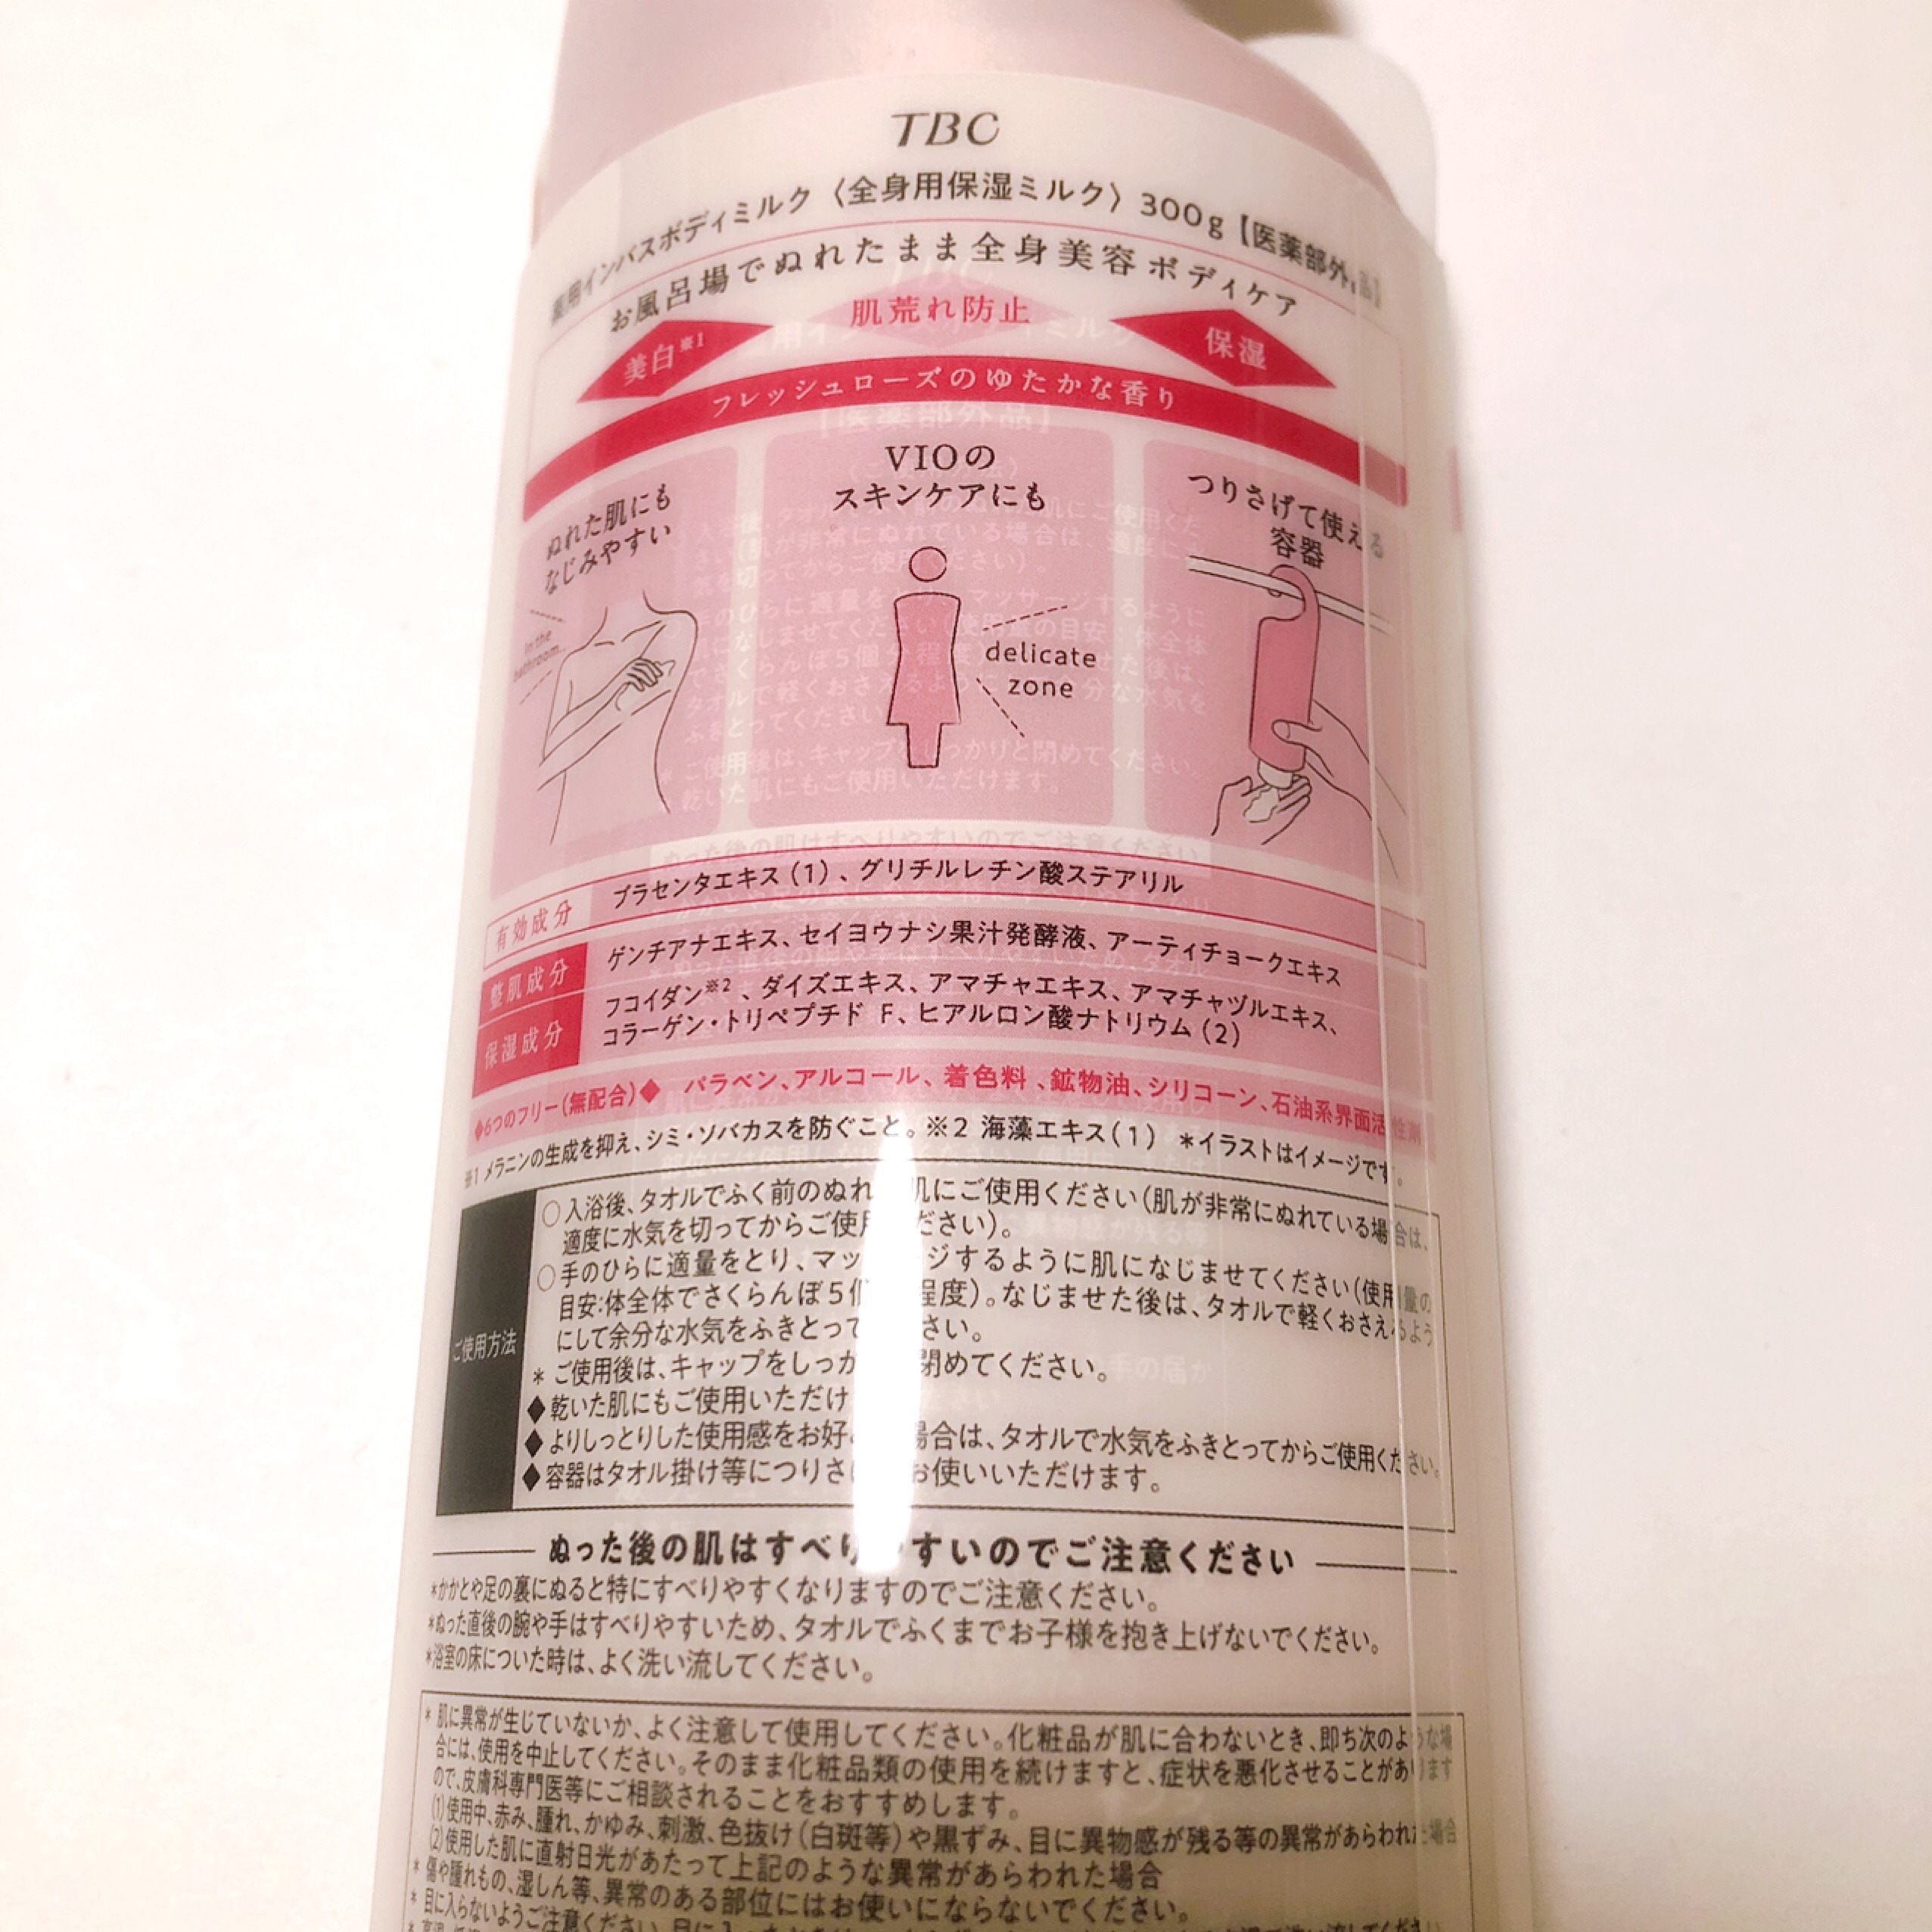 TBC
薬用インバスボディミルク〈全身用保湿ミルク〉300g【医薬部外品】
お風呂場でぬれたまま全身美容ボディケア
美白※1
肌荒れ防止
保湿
フレッシュローズのゆたかな香り
ぬれた肌にも
なじみやすい
In the
bathroom...
VIOの
スキンケアにも
delicate
zone
つりさげて使える
容器
有効成分
プラセンタエキス(1)、グリチルレチン酸ステアリル
整肌成分
ゲンチアナエキス、セイヨウナシ果汁発酵液、アーティチョークエキス
保湿成分
フコイダン※2、ダイズエキス、アマチャエキス、アマチャヅルエキス、
コラーゲン・トリペプチド F、ヒアルロン酸ナトリウム(2)
◆6つのフリー(無配合)◆ パラベン、アルコール、着色料、鉱物油、シリコーン、石油系界面活性剤
※1 メラニンの生成を抑え、シミ・ソバカスを防ぐこと。※2 海藻エキス(1) *イラストはイメージです。
ご使用方法
○入浴後、タオルでふく前のぬれ 肌にご使用ください(肌が非常にぬれている場合は、
適度に水気を切ってからご使用 ださい)。
○手のひらに適量をとり、マッ ージするように肌になじませてください(使用量の
目安:体全体でさくらんぼ5個 程度)。なじませた後は、タオルで軽くおさえるよう
にして余分な水気をふきとって さい。
* ご使用後は、キャップをしっか 閉めてください。
◆乾いた肌にもご使用いただけ
◆よりしっとりした使用感をお好 場合は、タオルで水気をふきとってからご使用ください。
◆容器はタオル掛け等につりさ お使いいただけます。
ぬった後の肌はすべりやすいのでご注意ください
*かかとや足の裏にぬると特にすべりやすくなりますのでご注意ください。
*ぬった直後の腕や手はすべりやすいため、タオルでふくまでお子様を抱き上げないでください。
*浴室の床についた時は、よく洗い流してください。
* 肌に異常が生じていないか、よく注意して使用してください。化粧品が肌に合わないとき、即ち次のような場
合には、使用を中止してください。そのまま化粧品類の使用を続けますと、症状を悪化させることがあります
ので、皮膚科専門医等にご相談されることをおすすめします。
(1)使用中、赤み、腫れ、かゆみ、刺激、色抜け(白斑等)や黒ずみ、目に異物感が残る等の異常があらわれた場合
(2)使用した肌に直射日光があたって上記のような異常があらわれた場合
* 傷や腫れもの、湿しん等、異常のある部位にはお使いにならないでください。
* 目に入らないようご注意ください。